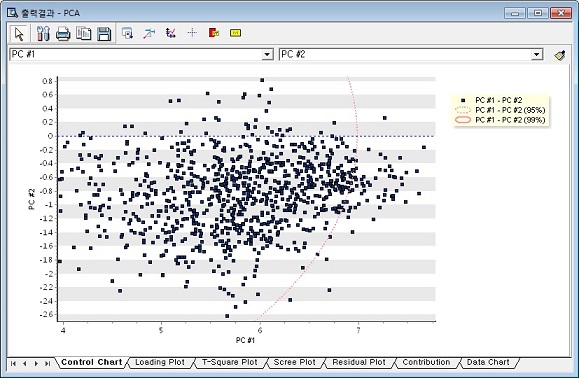 출력결과 - PCA
PC #1
PC #2
0.8
0.6
0.4
0.2
0
-0.2
-0.4
-0.6
-0.8
-1
-1.2
-1.4
-1.6
-1.8
-2
-2.2
-2.4
-2.6
PC #2
4
5
6
7
PC #1
PC #1 - PC #2
PC #1 - PC #2 (95%)
PC #1 - PC #2 (99%)
Control Chart Loading Plot T-Square Plot Scree Plot Residual Plot Contribution Data Chart